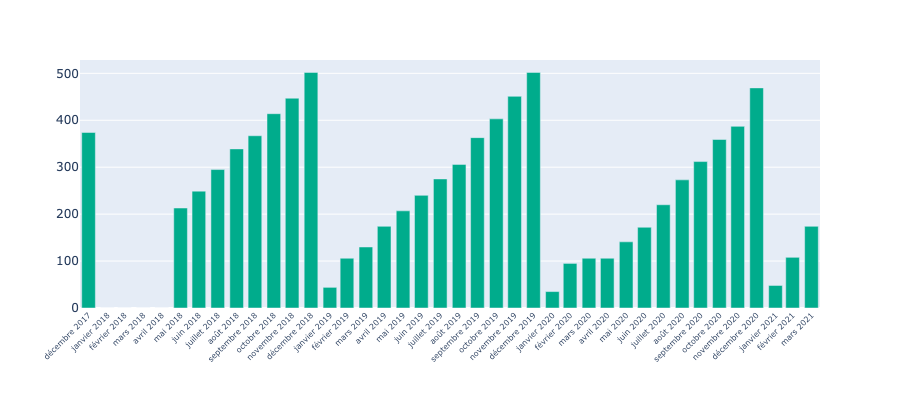 500
400
300
200
100
0
décembre 2017
janvier 2018
février 2018
mars 2018
avril 2018
mai 2018
juin 2018
juillet 2018
août 2018
septembre 2018
octobre 2018
novembre 2018
décembre 2018
janvier 2019
février 2019
mars 2019
avril 2019
mai 2019
juin 2019
juillet 2019
août 2019
septembre 2019
octobre 2019
novembre 2019
décembre 2019
janvier 2020
février 2020
mars 2020
avril 2020
mai 2020
juin 2020
juillet 2020
août 2020
septembre 2020
octobre 2020
novembre 2020
décembre 2020
janvier 2021
février 2021
mars 2021